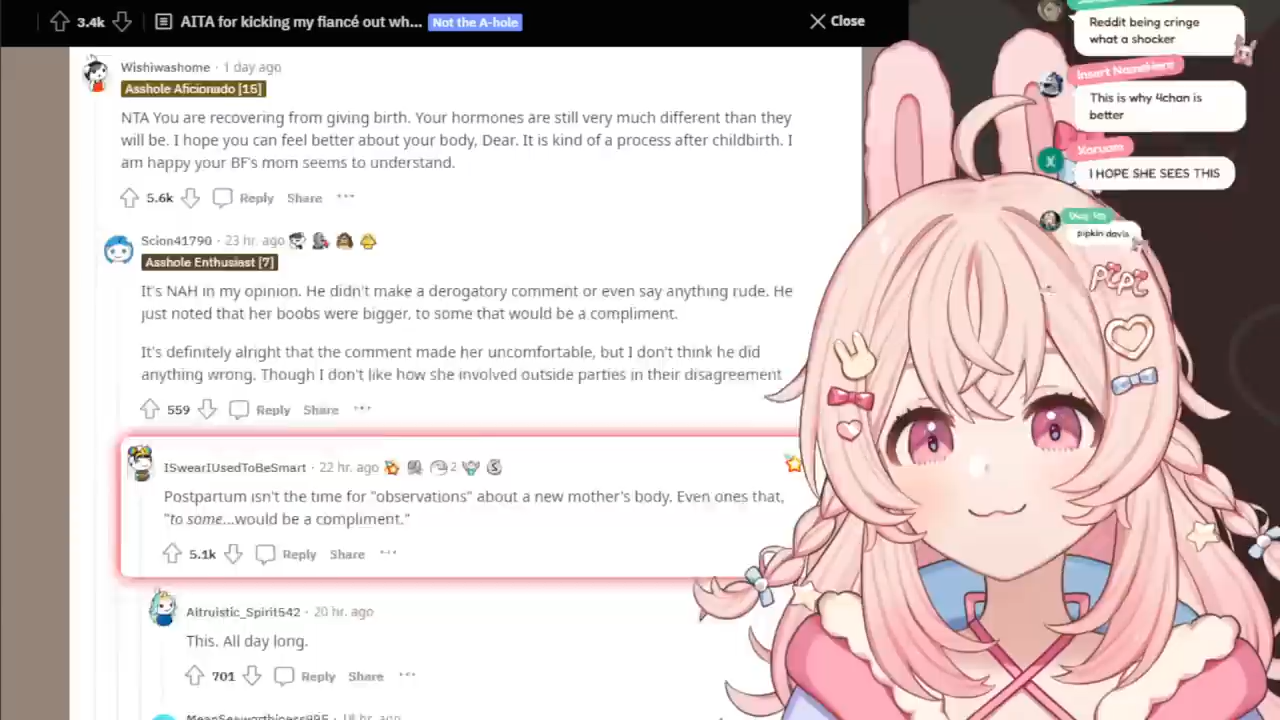 3.4k
AITA for kicking my fiancé out wh...
Not the A-hole
Close
Wishiwashome · 1 day ago
Asshole Aficionado [15]
NTA You are recovering from giving birth. Your hormones are still very much different than they
will be. I hope you can feel better about your body, Dear. It is kind of a process after childbirth. I
am happy your BF's mom seems to understand.
5.6k Reply Share ...
Scion41790 · 23 hr. ago
Asshole Enthusiast [7]
It's NAH in my opinion. He didn't make a derogatory comment or even say anything rude. He
just noted that her boobs were bigger, to some that would be a compliment.
It's definitely alright that the comment made her uncomfortable, but I don't think he did
anything wrong. Though I don't like how she involved outside parties in their disagreement
559 Reply Share ...
ISwearIUsedToBeSmart · 22 hr. ago 2
Postpartum isn't the time for "observations" about a new mother's body. Even ones that,
"to some...would be a compliment."
5.1k Reply Share ...
Altruistic_Spirit542 · 20 hr. ago
This. All day long.
701 Reply Share ...
18 hr. ago
Reddit being cringe
what a shocker
Insert NameHere
This is why 4chan is
better
Xoruam
X
I HOPE SHE SEES THIS
pipkin davis
PiPi